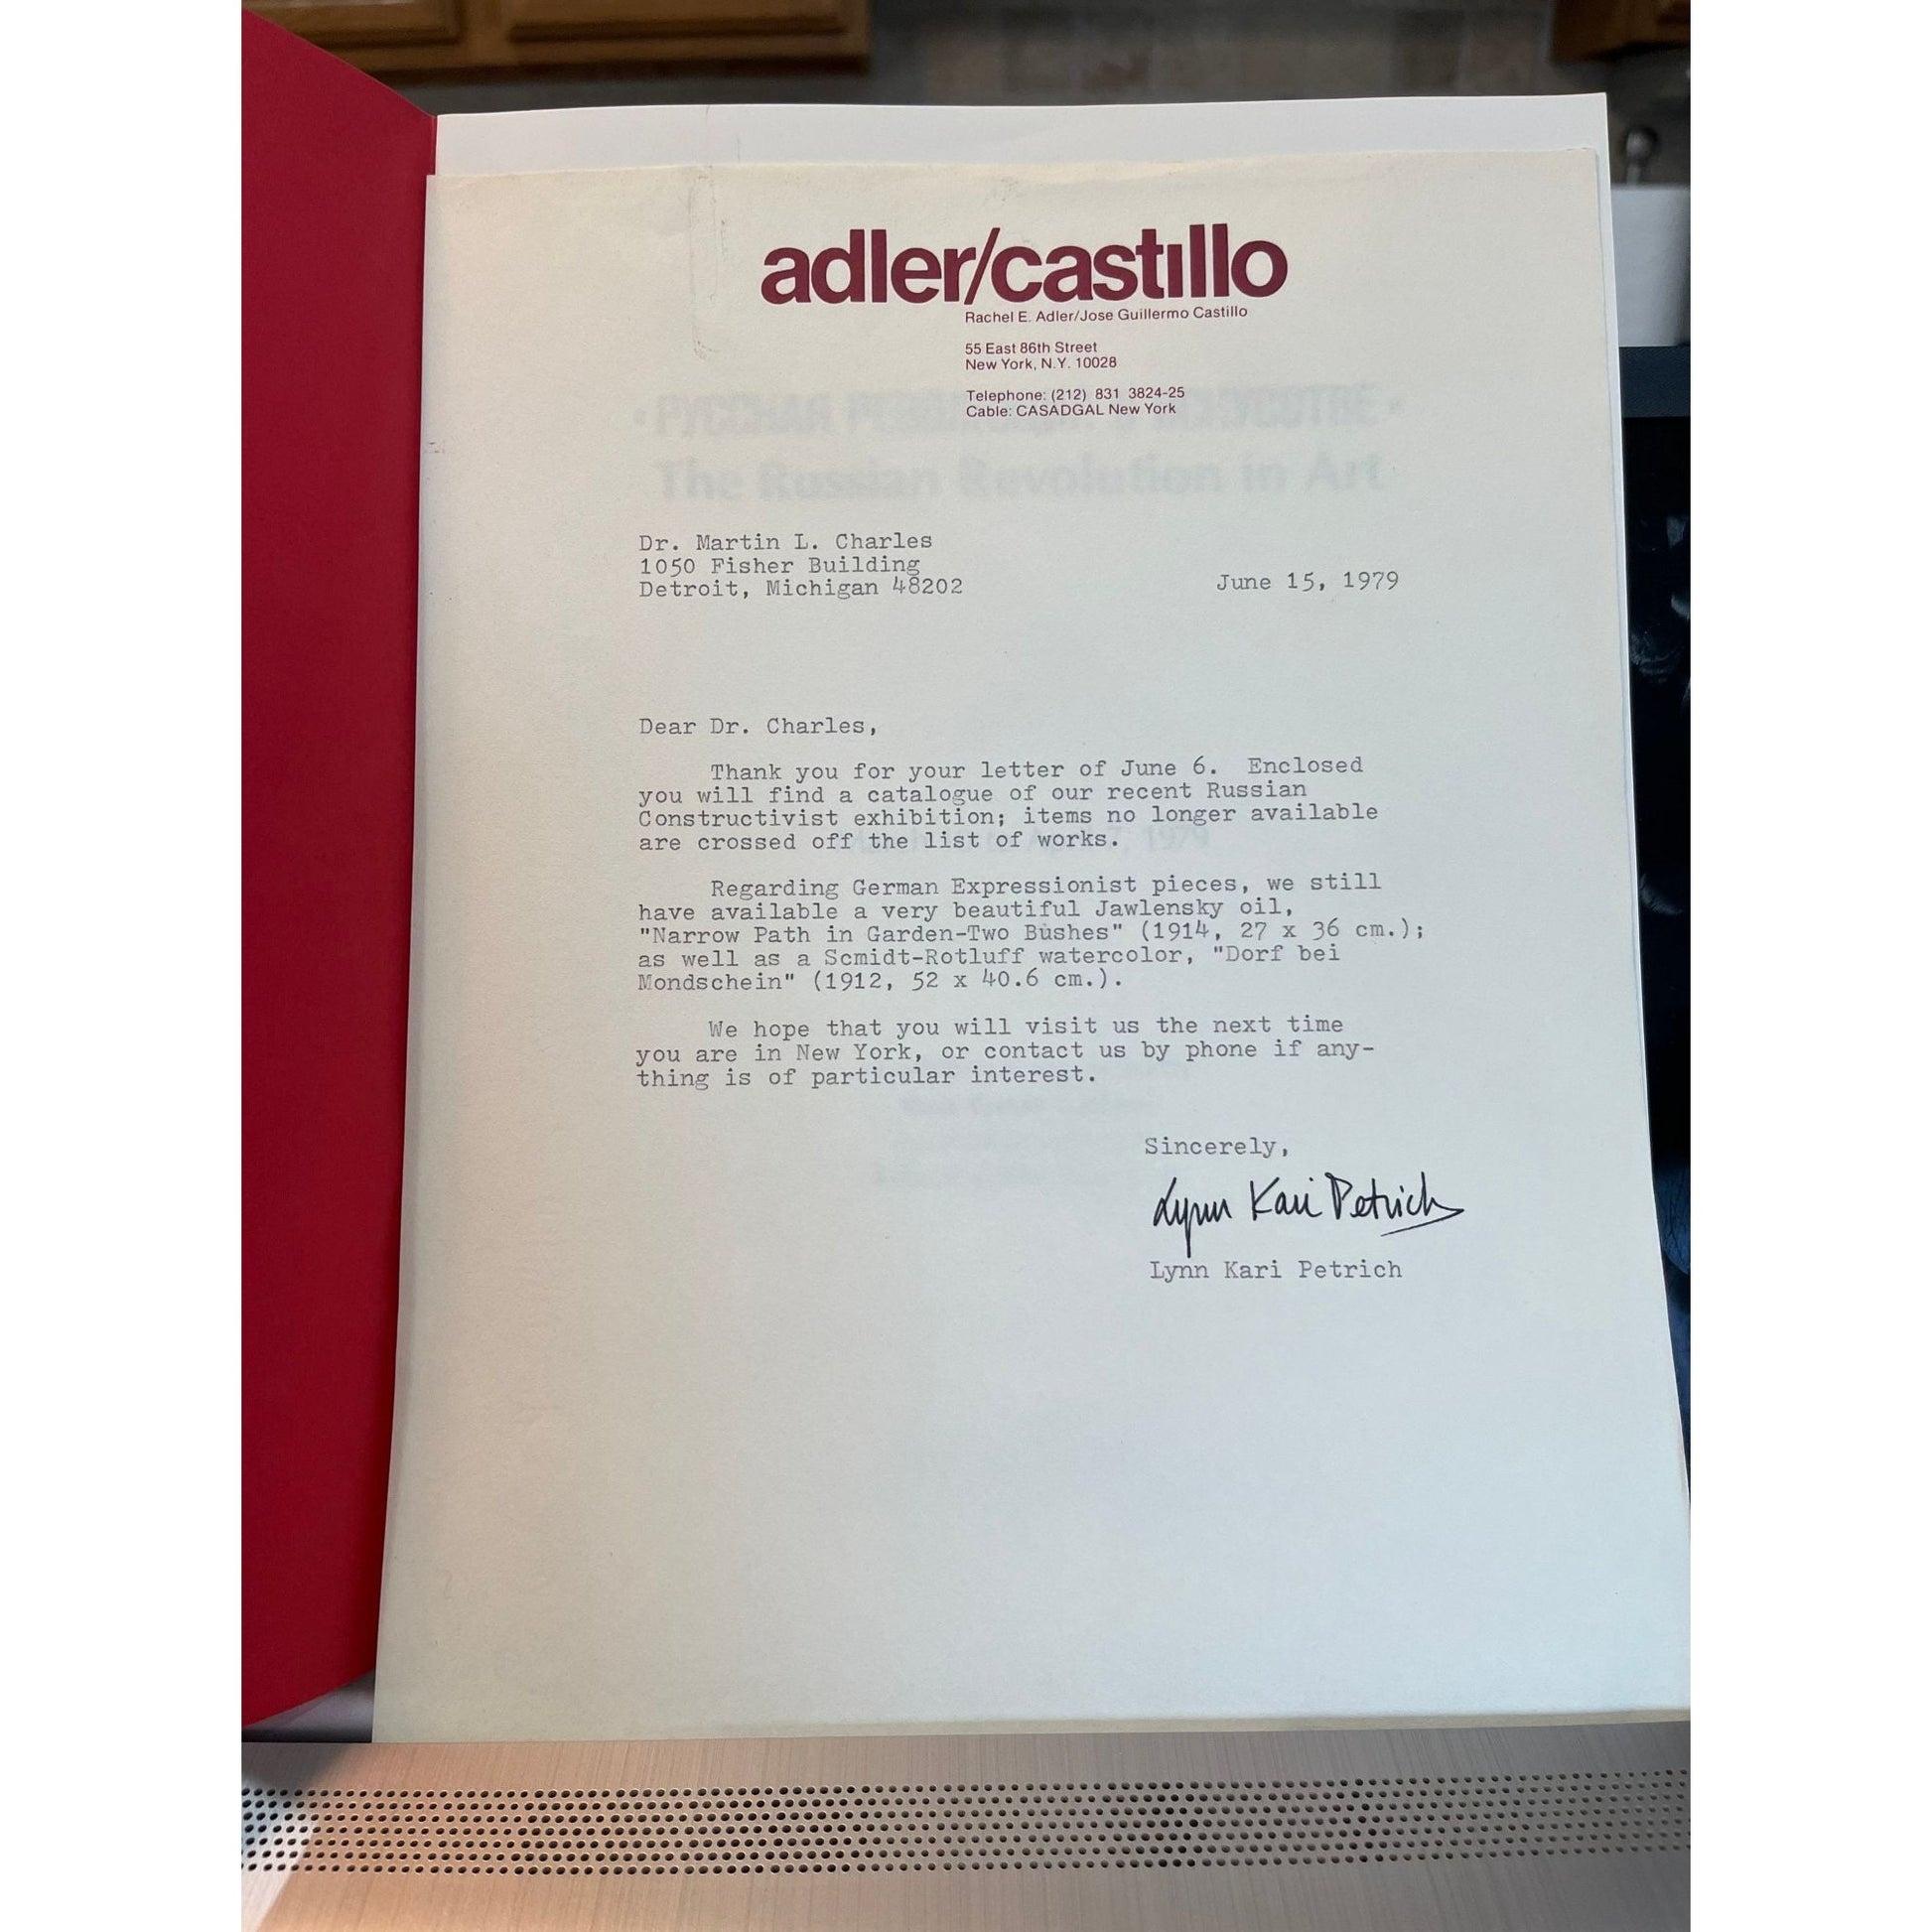 adler/castillo
Rachel E. Adler/Jose Guillermo Castillo
55 East 86th Street
New York, N.Y. 10028
Telephone: (212) 831 3824-25
Cable: CASADGAL New York
The Russian Revolution in Art
Dr. Martin L. Charles
1050 Fisher Building
Detroit, Michigan 48202
June 15, 1979
Dear Dr. Charles,
Thank you for your letter of June 6. Enclosed
you will find a catalogue of our recent Russian
Constructivist exhibition; items no longer available
are crossed off the list of works.
Regarding German Expressionist pieces, we still
have available a very beautiful Jawlensky oil,
"Narrow Path in Garden-Two Bushes" (1914, 27 x 36 cm.);
as well as a Scmidt-Rotluff watercolor, "Dorf bei
Mondschein" (1912, 52 x 40.6 cm.).
We hope that you will visit us the next time
you are in New York, or contact us by phone if any-
thing is of particular interest.
Sincerely,
Lynn Kari Petrich
Lynn Kari Petrich